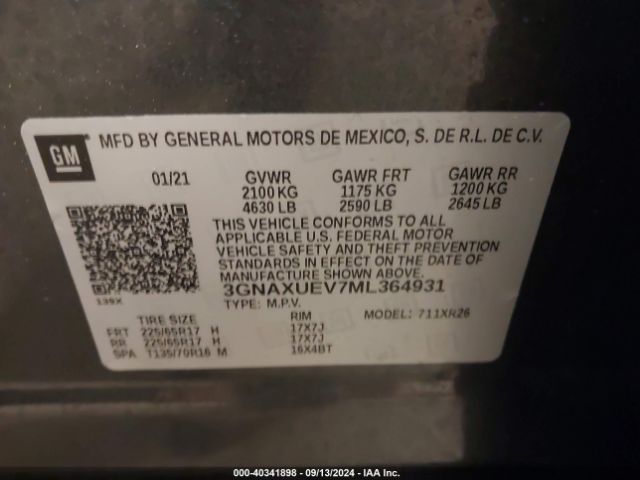 GM
MFD BY GENERAL MOTORS DE MEXICO, S. DE R.L. DE C.V.
01/21 GVWR GAWR FRT GAWR RR
2100 KG 1175 KG 1200 KG
4630 LB 2590 LB 2645 LB
THIS VEHICLE CONFORMS TO ALL
APPLICABLE U.S. FEDERAL MOTOR
VEHICLE SAFETY AND THEFT PREVENTION
STANDARDS IN EFFECT ON THE DATE OF
MANUFACTURE SHOWN ABOVE.
139X
3GNAXUEV7ML364931
TYPE: M.P.V. MODEL: 711XR26
TIRE SIZE RIM
FRT 225/65R17 H 17X7J
RR 225/65R17 H 17X7J
SPA T135/70R16 M 16X4BT
000-40341898 - 09/13/2024 - IAA Inc.